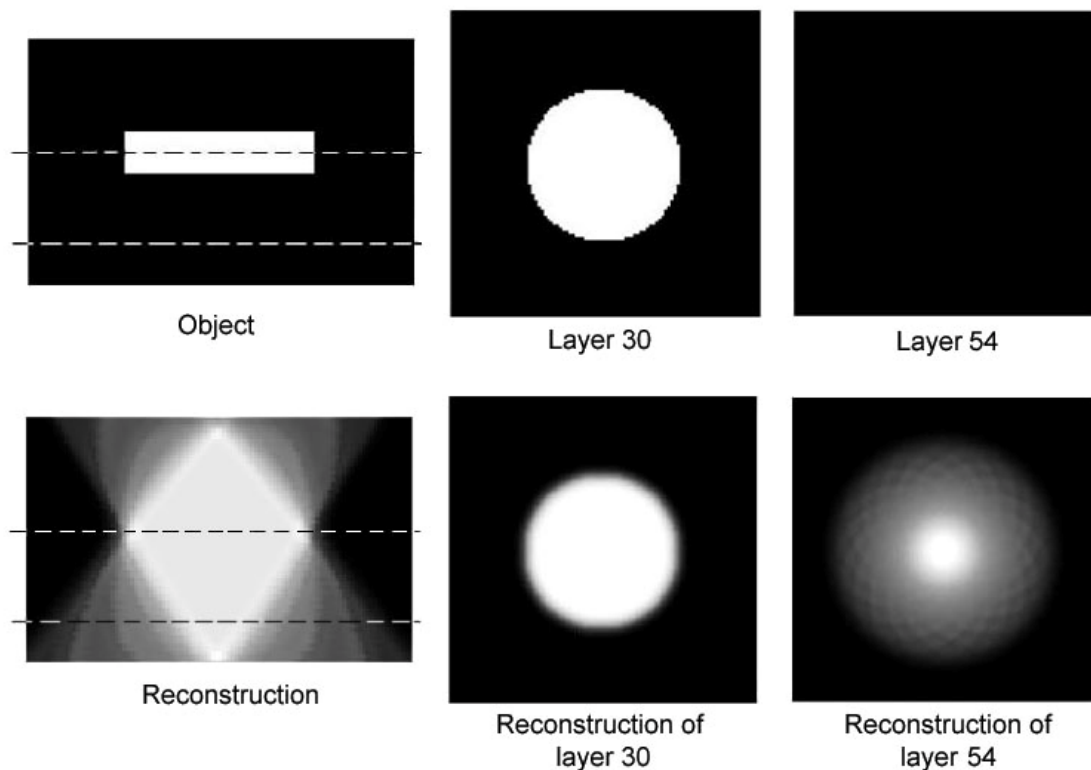 Object
Layer 30
Layer 54
Reconstruction
Reconstruction of
layer 30
Reconstruction of
layer 54